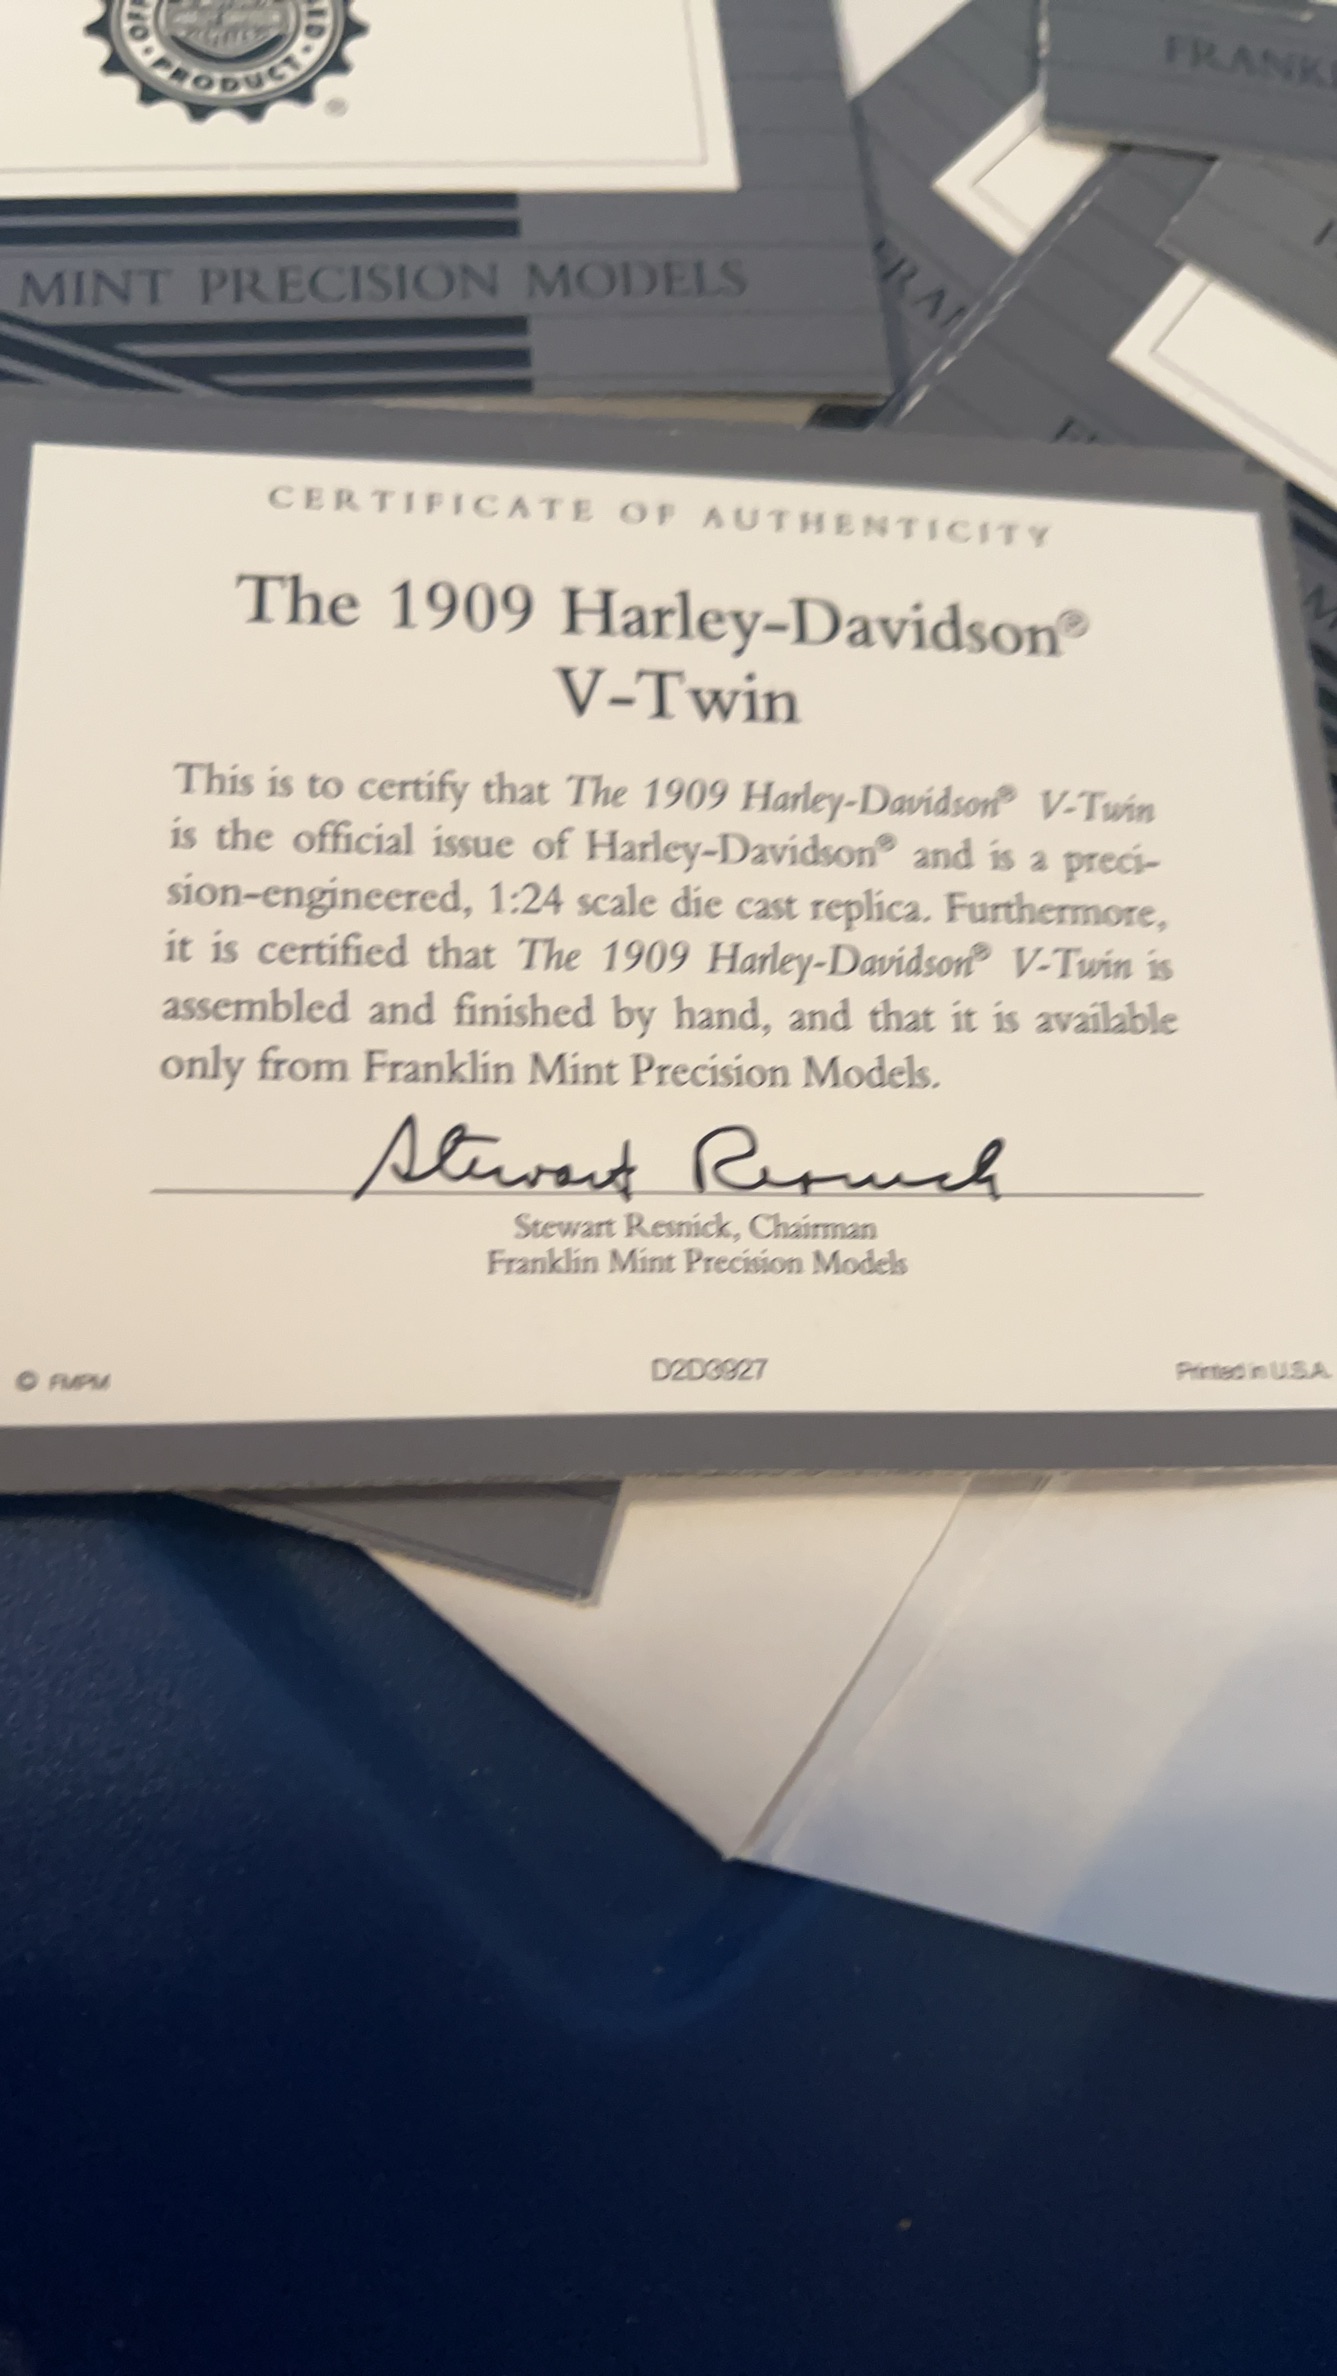 PRODUCT
®
FRANK
MINT PRECISION MODELS
FRAN
CERTIFICATE OF AUTHENTICITY
The 1909 Harley-Davidson®
V-Twin
This is to certify that The 1909 Harley-Davidson® V-Twin
is the official issue of Harley-Davidson® and is a preci-
sion-engineered, 1:24 scale die cast replica. Furthermore,
it is certified that The 1909 Harley-Davidson® V-Twin is
assembled and finished by hand, and that it is available
only from Franklin Mint Precision Models.
Stewart Resnick
Stewart Resnick, Chairman
Franklin Mint Precision Models
© FMPM
D2D3927
Printed in U.S.A.